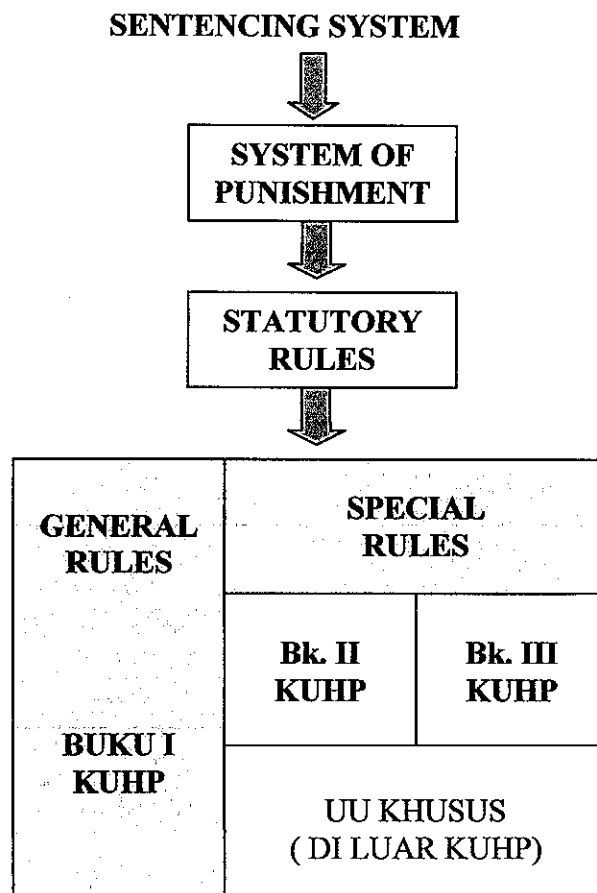 SENTENCING SYSTEM
SYSTEM OF
PUNISHMENT
STATUTORY
RULES
GENERAL
RULES
BUKU I
KUHP
SPECIAL
RULES
Bk. II
KUHP
Bk. III
KUHP
UU KHUSUS
( DI LUAR KUHP)